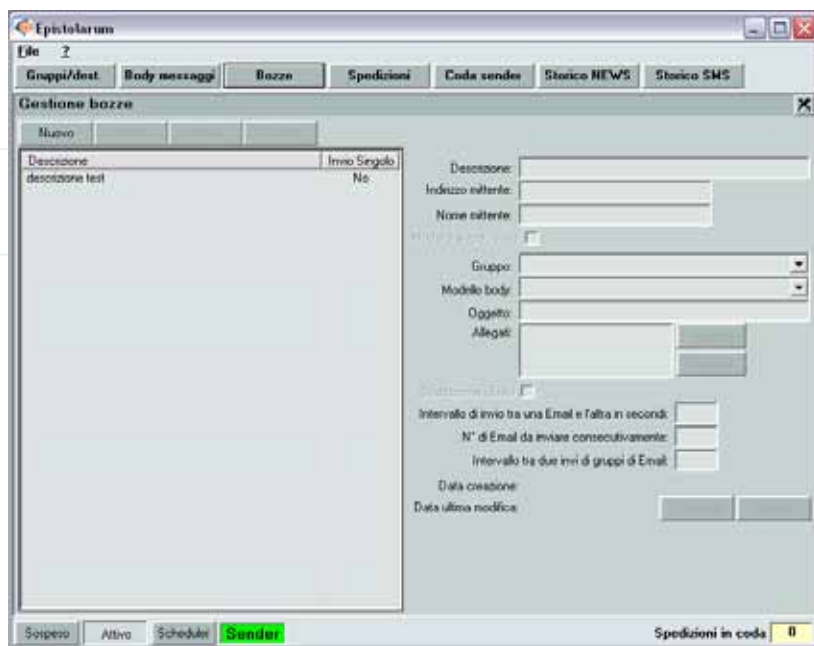 Epistolarum
File ?
Gruppi/dest. Body messaggi Bozze Spedizioni Coda sender Storico NEWS Storico SMS
Gestione bozze
Nuovo
Descrizione Invio Singolo
descrizione test No
Descrizione:
Indirizzo mittente:
Nome mittente:
Gruppo:
Modello body:
Oggetto:
Allegati:
Intervallo di invio tra una Email e l'altra in secondi:
N° di Email da inviare consecutivamente:
Intervallo tra due invii di gruppi di Email:
Data creazione:
Data ultima modifica:
Sospeso Attivo Scheduler Sender Spedizioni in coda 0